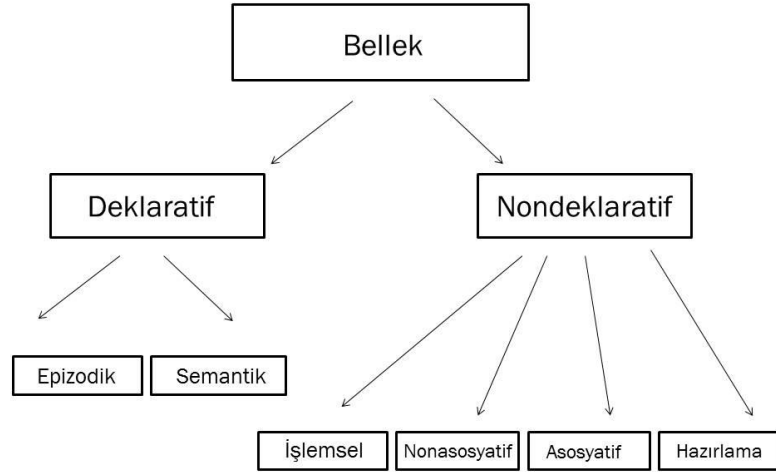 Bellek
Deklaratif
Nondeklaratif
Epizodik
Semantik
İşlemsel
Nonasosyatif
Asosyatif
Hazırlama